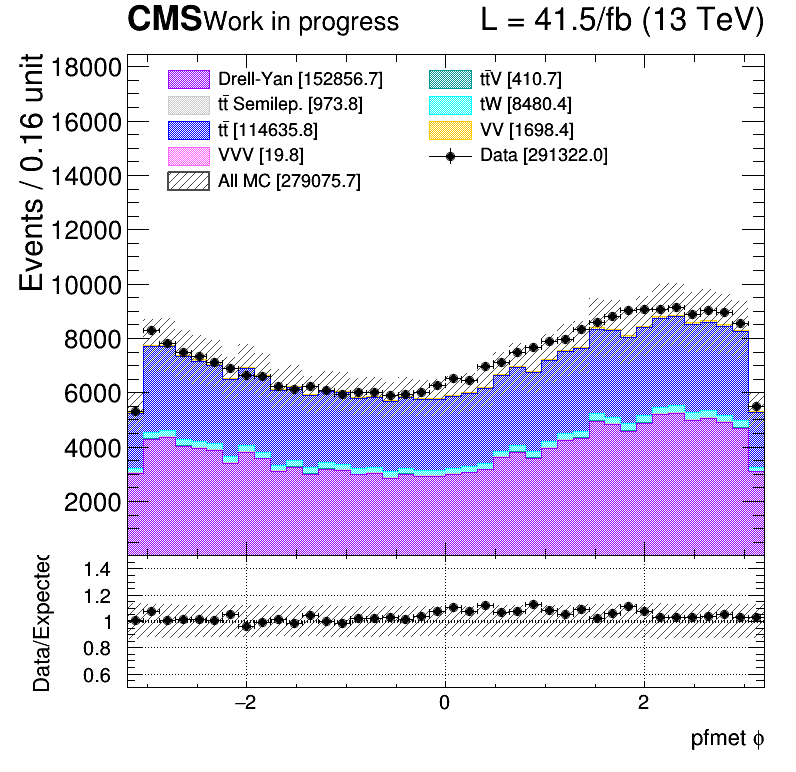 CMS Work in progress L = 41.5/fb (13 TeV)
Events / 0.16 unit
18000
16000
14000
12000
10000
8000
6000
4000
2000
Drell-Yan [152856.7]
tt̄ Semilep. [973.8]
tt̄ [114635.8]
VVV [19.8]
All MC [279075.7]
tt̄V [410.7]
tW [8480.4]
VV [1698.4]
Data [291322.0]
Data/Expected
1.4
1.2
1
0.8
0.6
−2 0 2
pfmet ϕ